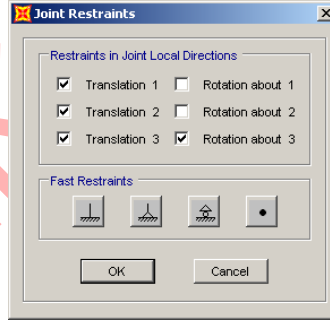 Joint Restraints
Restraints in Joint Local Directions
Translation 1 Rotation about 1
Translation 2 Rotation about 2
Translation 3 Rotation about 3
Fast Restraints
OK Cancel